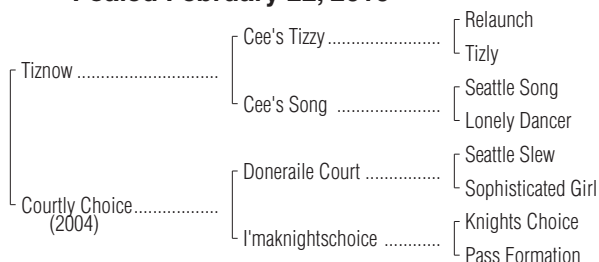 Foaled February 22,
Relaunch
Cee's Tizzy .......................
Tizly
Tiznow .............................
Seattle Song
Cee's Song .....................
Lonely Dancer
Seattle Slew
Doneraile Court ...............
Sophisticated Girl
Courtly Choice.................
(2004)
Knights Choice
I'maknightschoice ............
Pass Formation